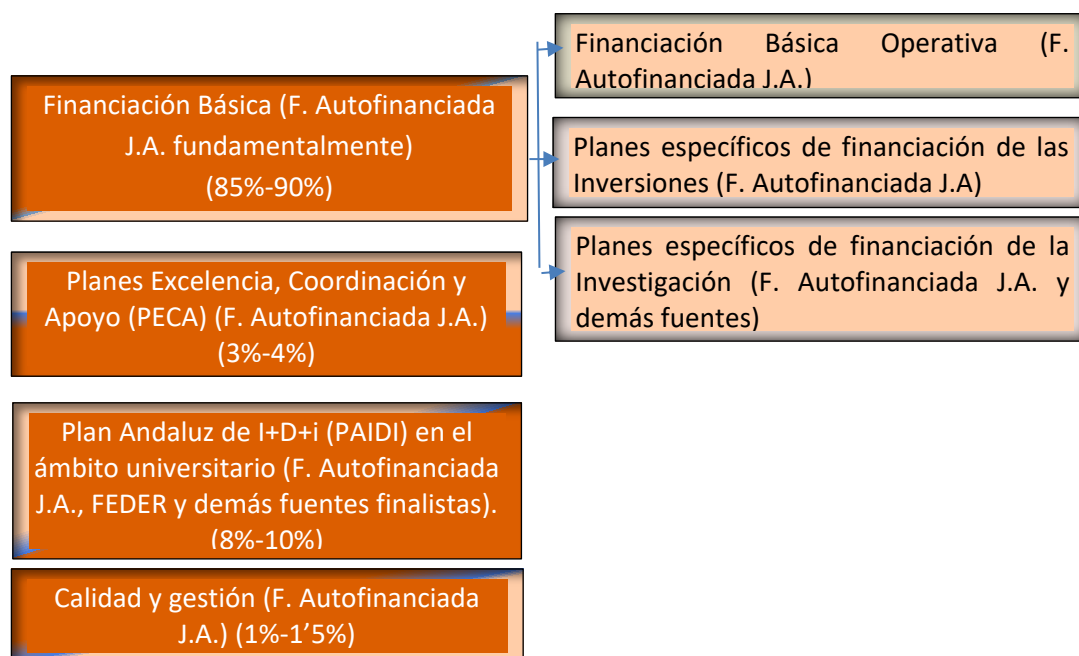 Financiación Básica (F. Autofinanciada
J.A. fundamentalmente)
(85%-90%)
Financiación Básica Operativa (F.
Autofinanciada J.A.)
Planes específicos de financiación de las
Inversiones (F. Autofinanciada J.A)
Planes específicos de financiación de la
Investigación (F. Autofinanciada J.A. y
demás fuentes)
Planes Excelencia, Coordinación y
Apoyo (PECA) (F. Autofinanciada J.A.)
(3%-4%)
Plan Andaluz de I+D+i (PAIDI) en el
ámbito universitario (F. Autofinanciada
J.A., FEDER y demás fuentes finalistas).
(8%-10%)
Calidad y gestión (F. Autofinanciada
J.A.) (1%-1’5%)